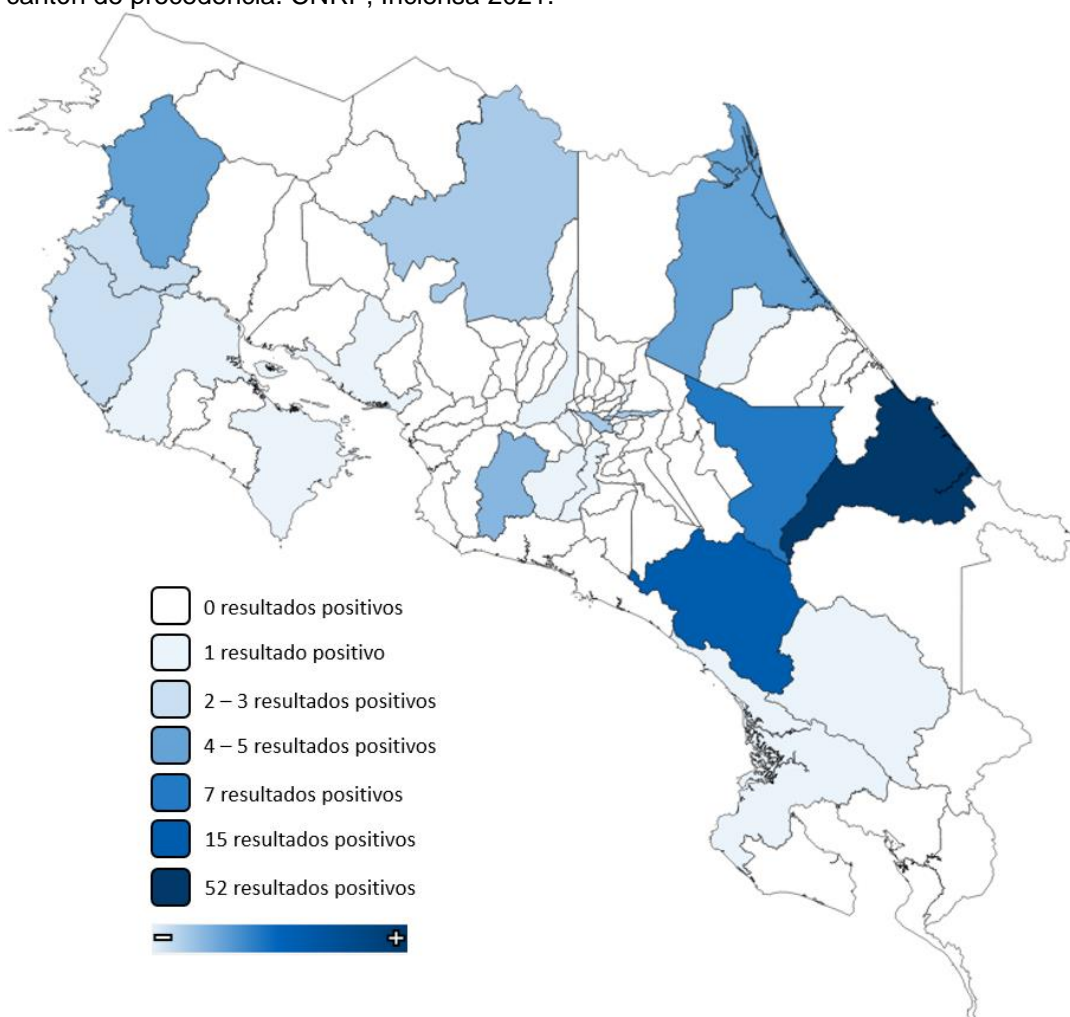 cantón de procedencia. CNRP, Inciensa 2021.
0 resultados positivos
1 resultado positivo
2 – 3 resultados positivos
4 – 5 resultados positivos
7 resultados positivos
15 resultados positivos
52 resultados positivos
- +